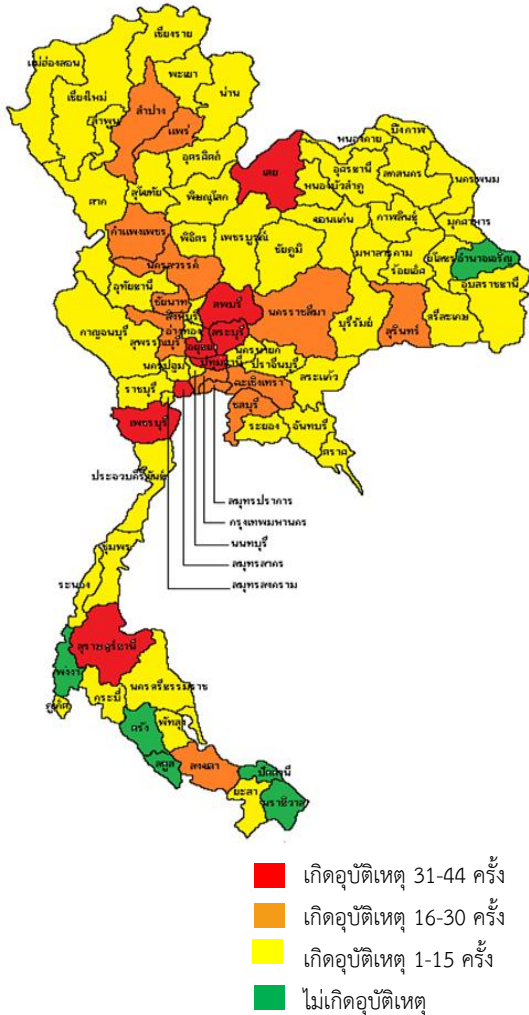 เชียงราย
แม่ฮ่องสอน
พะเยา
น่าน
เชียงใหม่
ลำปาง
ลำพูน
แพร่
อุตรดิตถ์
หนองคาย
บึงกาฬ
เลย
อุดรธานี
สกลนคร
นครพนม
หนองบัวลำภู
ตาก
สุโขทัย
พิษณุโลก
กำแพงเพชร
พิจิตร
เพชรบูรณ์
ขอนแก่น
กาฬสินธุ์
มุกดาหาร
ชัยภูมิ
มหาสารคาม
ร้อยเอ็ด
ยโสธร
อำนาจเจริญ
อุบลราชธานี
นครสวรรค์
อุทัยธานี
ชัยนาท
สิงห์บุรี
ลพบุรี
นครราชสีมา
บุรีรัมย์
สุรินทร์
ศรีสะเกษ
กาญจนบุรี
สุพรรณบุรี
อ่างทอง
สระบุรี
อยุธยา
นครนายก
ปทุมธานี
ปราจีนบุรี
นครปฐม
ฉะเชิงเทรา
สระแก้ว
ราชบุรี
ชลบุรี
เพชรบุรี
ระยอง
จันทบุรี
ตราด
ประจวบคีรีขันธ์
สมุทรปราการ
กรุงเทพมหานคร
นนทบุรี
สมุทรสาคร
สมุทรสงคราม
ชุมพร
ระนอง
สุราษฎร์ธานี
พังงา
นครศรีธรรมราช
กระบี่
ภูเก็ต
ตรัง
พัทลุง
สตูล
สงขลา
ปัตตานี
ยะลา
นราธิวาส
เกิดอุบัติเหตุ 31-44 ครั้ง
เกิดอุบัติเหตุ 16-30 ครั้ง
เกิดอุบัติเหตุ 1-15 ครั้ง
ไม่เกิดอุบัติเหตุ